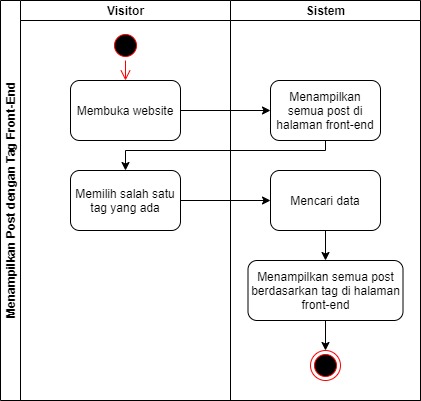 Menampilkan Post dengan Tag Front-End
Visitor
Sistem
Membuka website
Menampilkan
semua post di
halaman front-end
Memilih salah satu
tag yang ada
Mencari data
Menampilkan semua post
berdasarkan tag di halaman
front-end